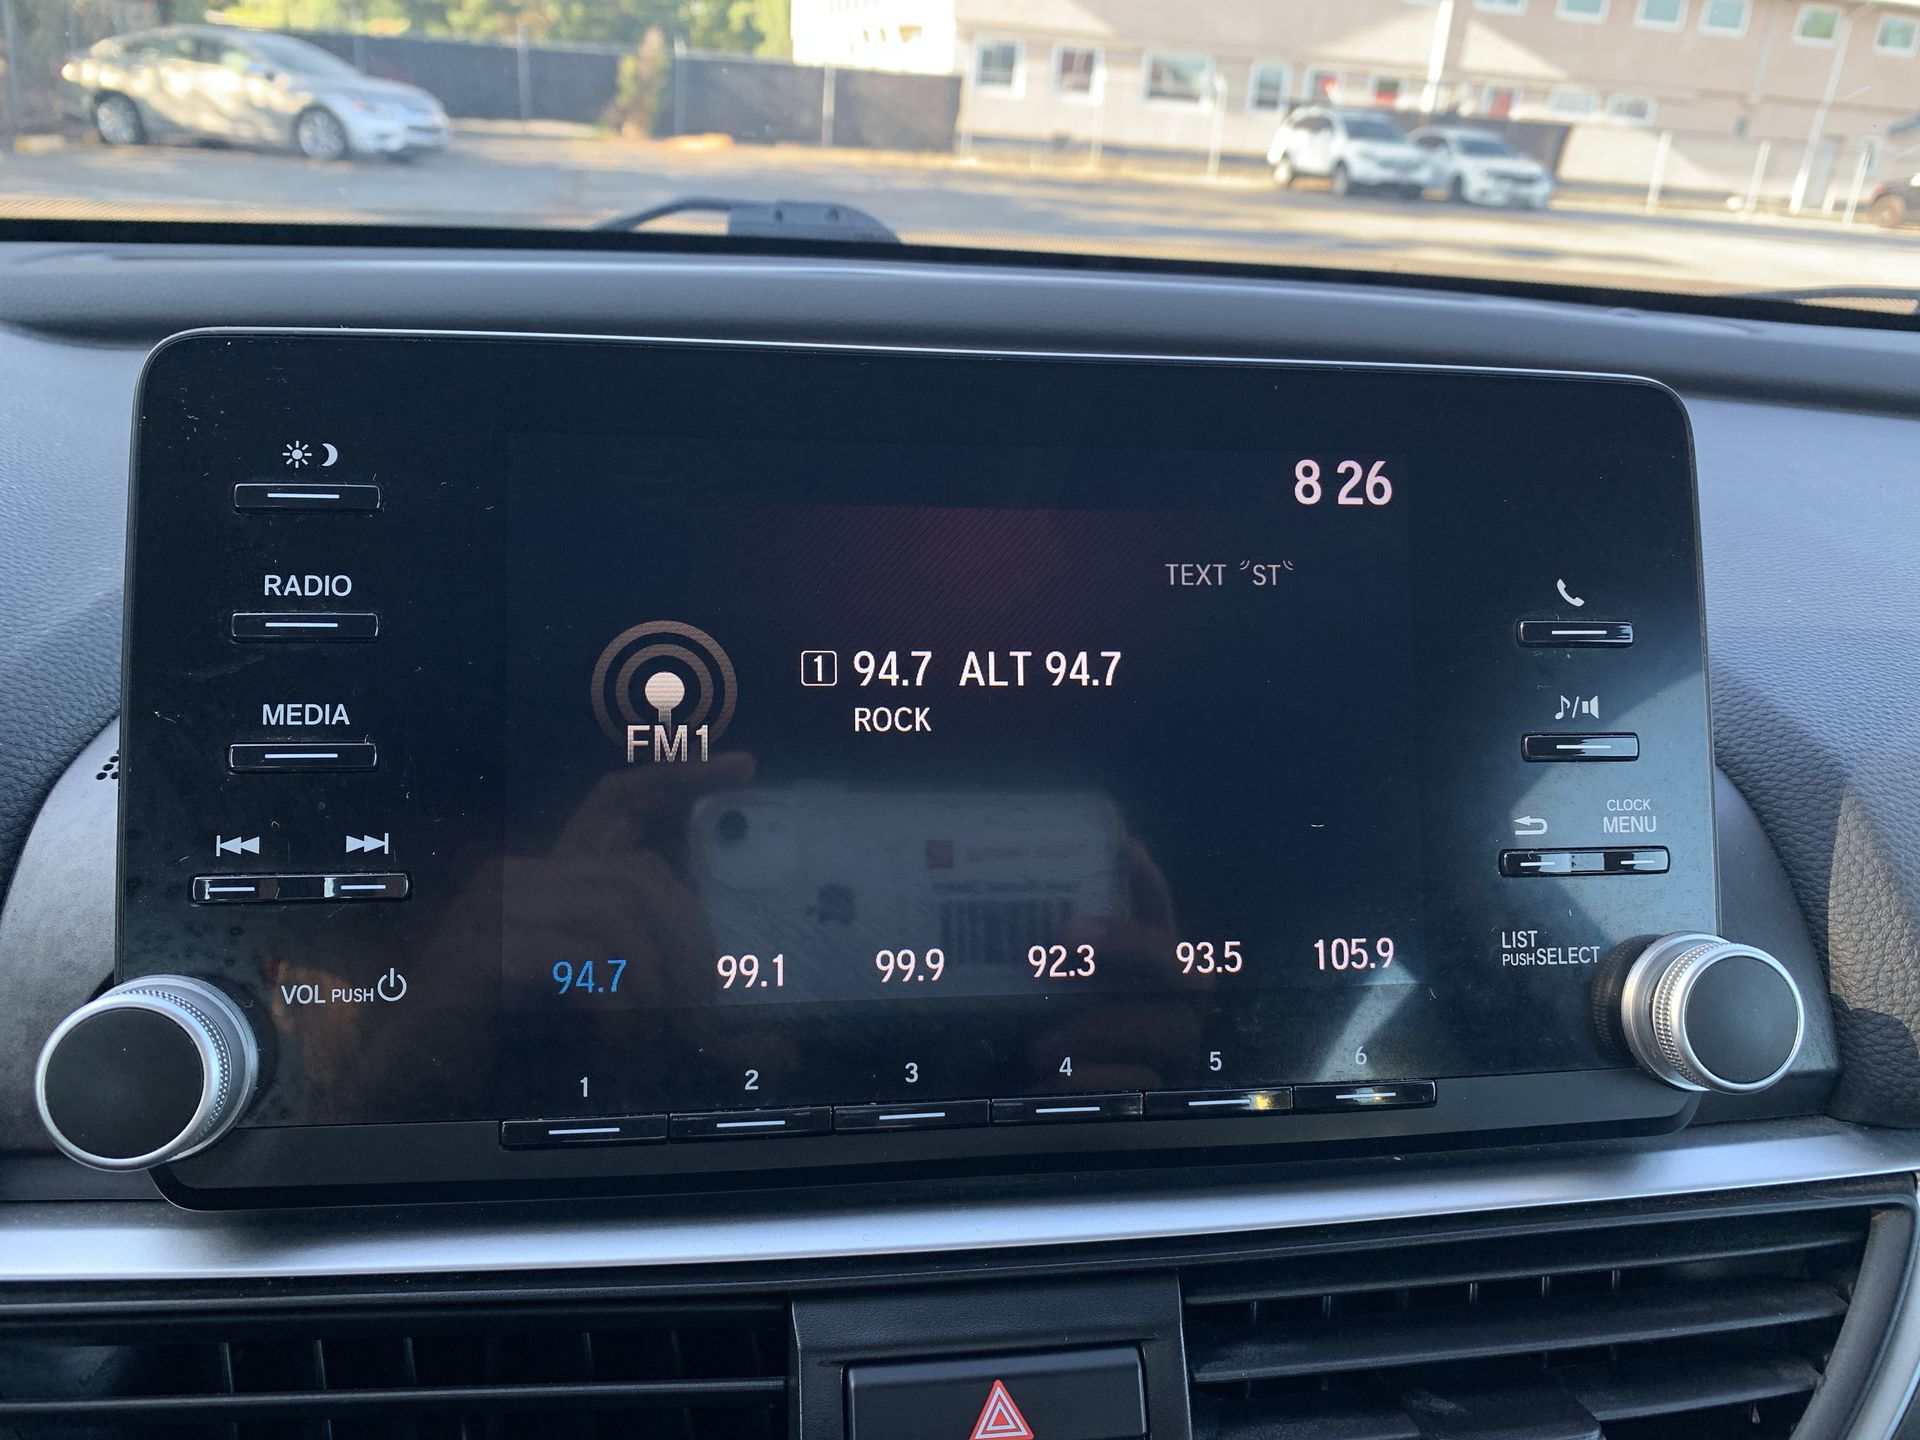 8 26
TEXT ST
RADIO
1 94.7 ALT 94.7
ROCK
MEDIA
FM1
CLOCK
MENU
LIST
PUSH SELECT
94.7 99.1 99.9 92.3 93.5 105.9
VOL PUSH
1 2 3 4 5 6